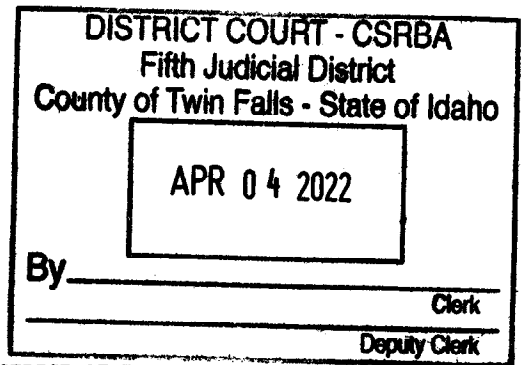 DISTRICT COURT - CSRBA
Fifth Judicial District
County of Twin Falls - State of Idaho
APR 04 2022
By
Clerk
Deputy Clerk